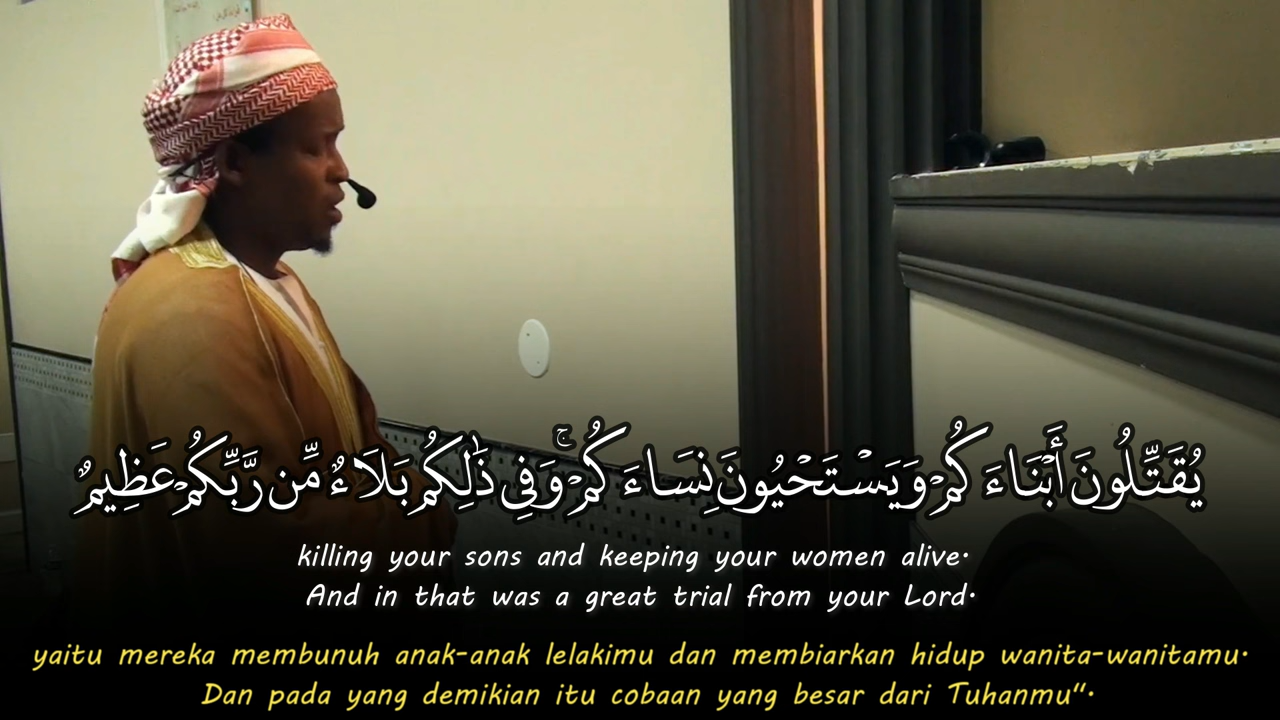 يُقَتِّلُونَ أَبْنَاءَكُمْ وَيَسْتَحْيُونَ نِسَاءَكُمْ ۚ وَفِي ذَٰلِكُم بَلَاءٌ مِّن رَّبِّكُمْ عَظِيمٌ
killing your sons and keeping your women alive.
And in that was a great trial from your Lord.
yaitu mereka membunuh anak-anak lelakimu dan membiarkan hidup wanita-wanitamu.
Dan pada yang demikian itu cobaan yang besar dari Tuhanmu".